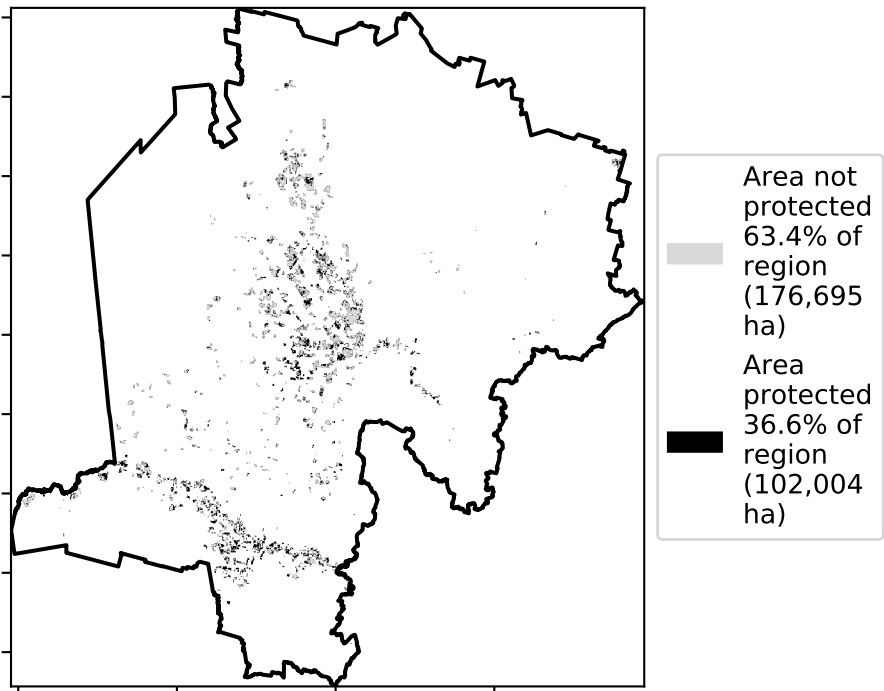 Area not
protected
63.4% of
region
(176,695
ha)
Area
protected
36.6% of
region
(102,004
ha)